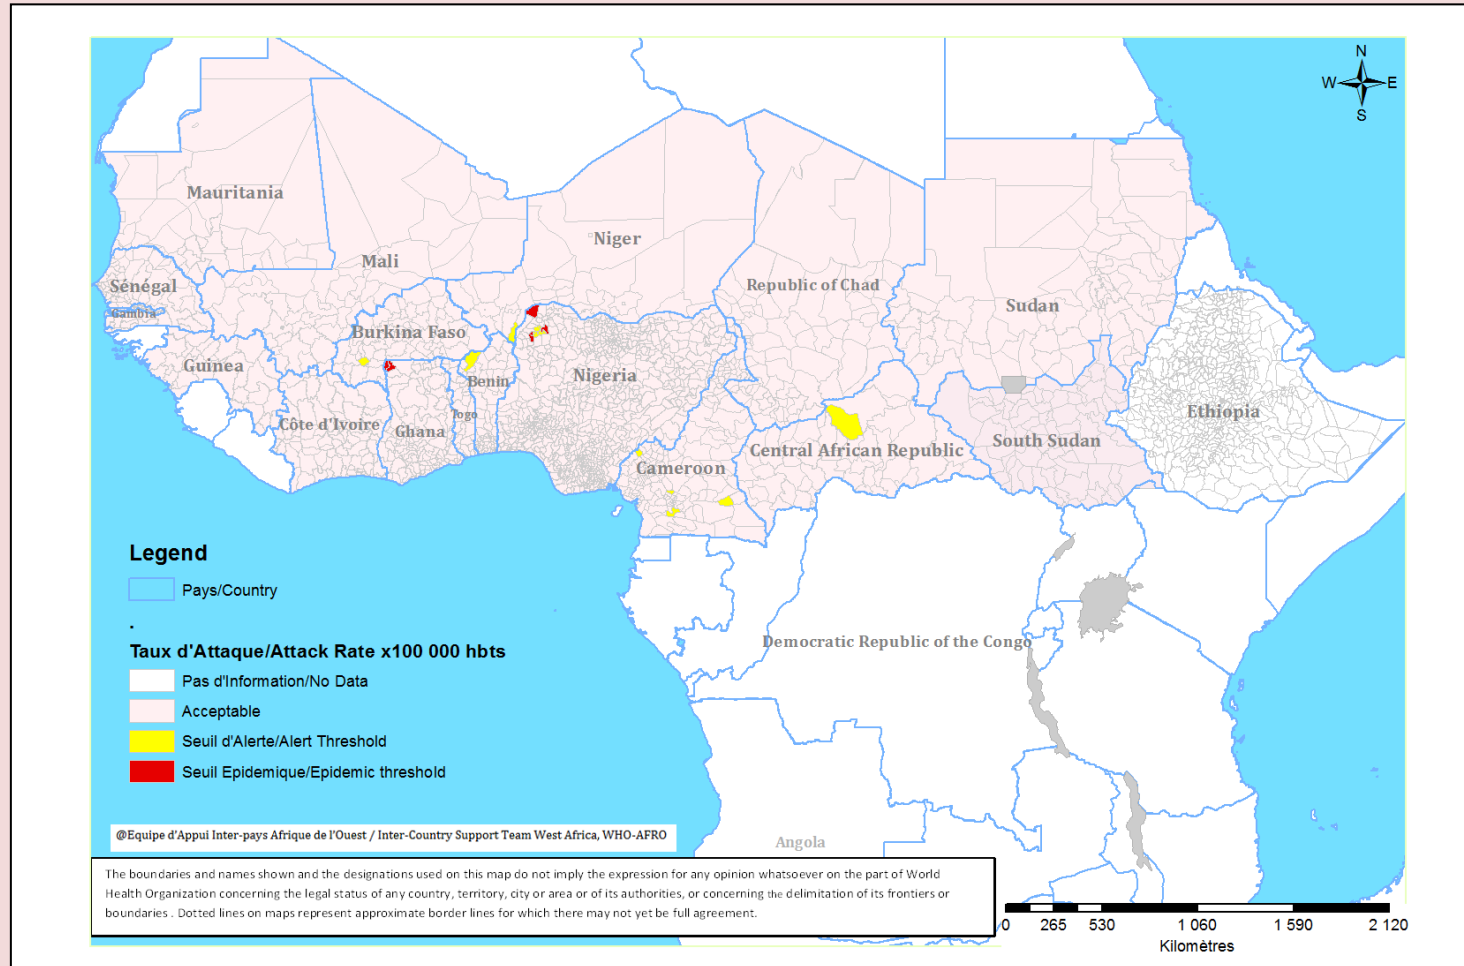 N
W
E
S
Mauritania
Niger
Mali
Sénégal
Republic of Chad
Sudan
Gambia
Burkina Faso
Guinea
Nigeria
Benin
Ethiopia
Togo
Côte d'Ivoire
Ghana
South Sudan
Central African Republic
Cameroon
Democratic Republic of the Congo
Angola
Legend
Pays/Country
.
Taux d'Attaque/Attack Rate x100 000 hbts
Pas d'Information/No Data
Acceptable
Seuil d'Alerte/Alert Threshold
Seuil Epidemique/Epidemic threshold
@Equipe d'Appui Inter-pays Afrique de l'Ouest / Inter-Country Support Team West Africa, WHO-AFRO
The boundaries and names shown and the designations used on this map do not imply the expression for any opinion whatsoever on the part of World
Health Organization concerning the legal status of any country, territory, city or area or of its authorities, or concerning the delimitation of its frontiers or
boundaries . Dotted lines on maps represent approximate border lines for which there may not yet be full agreement.
0 265 530 1 060 1 590 2 120
Kilomètres